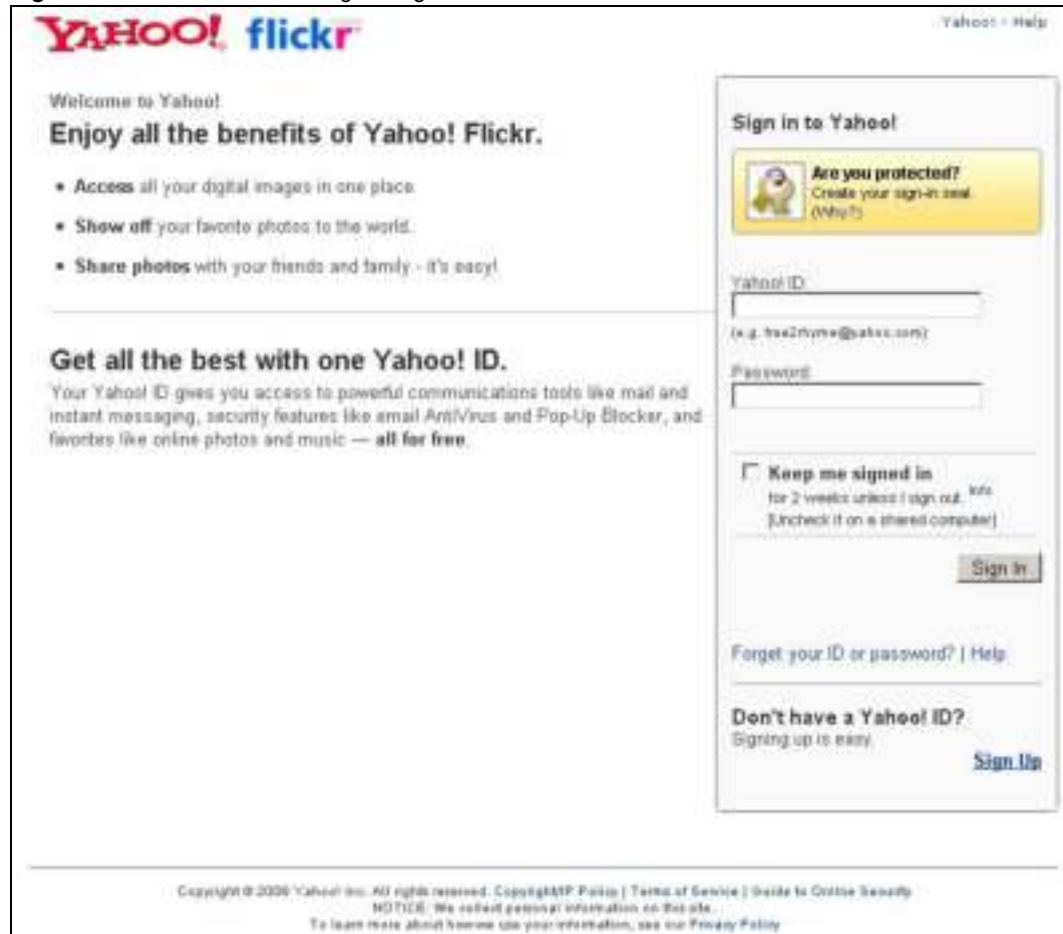 YAHOO! flickr
Yahoo! - Help
Welcome to Yahoo!
Enjoy all the benefits of Yahoo! Flickr.
• Access all your digital images in one place.
• Show off your favorite photos to the world.
• Share photos with your friends and family - it's easy!
Get all the best with one Yahoo! ID.
Your Yahoo! ID gives you access to powerful communications tools like mail and
instant messaging, security features like email AntiVirus and Pop-Up Blocker, and
favorites like online photos and music — all for free.
Sign in to Yahoo!
Are you protected?
Create your sign-in seal.
(Why?)
Yahoo! ID:
(e.g. free2rhyme@yahoo.com)
Password:
Keep me signed in
for 2 weeks unless I sign out. Info
[Uncheck if on a shared computer]
Sign In
Forget your ID or password? | Help
Don't have a Yahoo! ID?
Signing up is easy.
Sign Up
Copyright © Yahoo! Inc. All rights reserved. Copyright/IP Policy | Terms of Service | Guide to Online Security
NOTICE: We collect personal information on this site.
To learn more about how we use your information, see our Privacy Policy